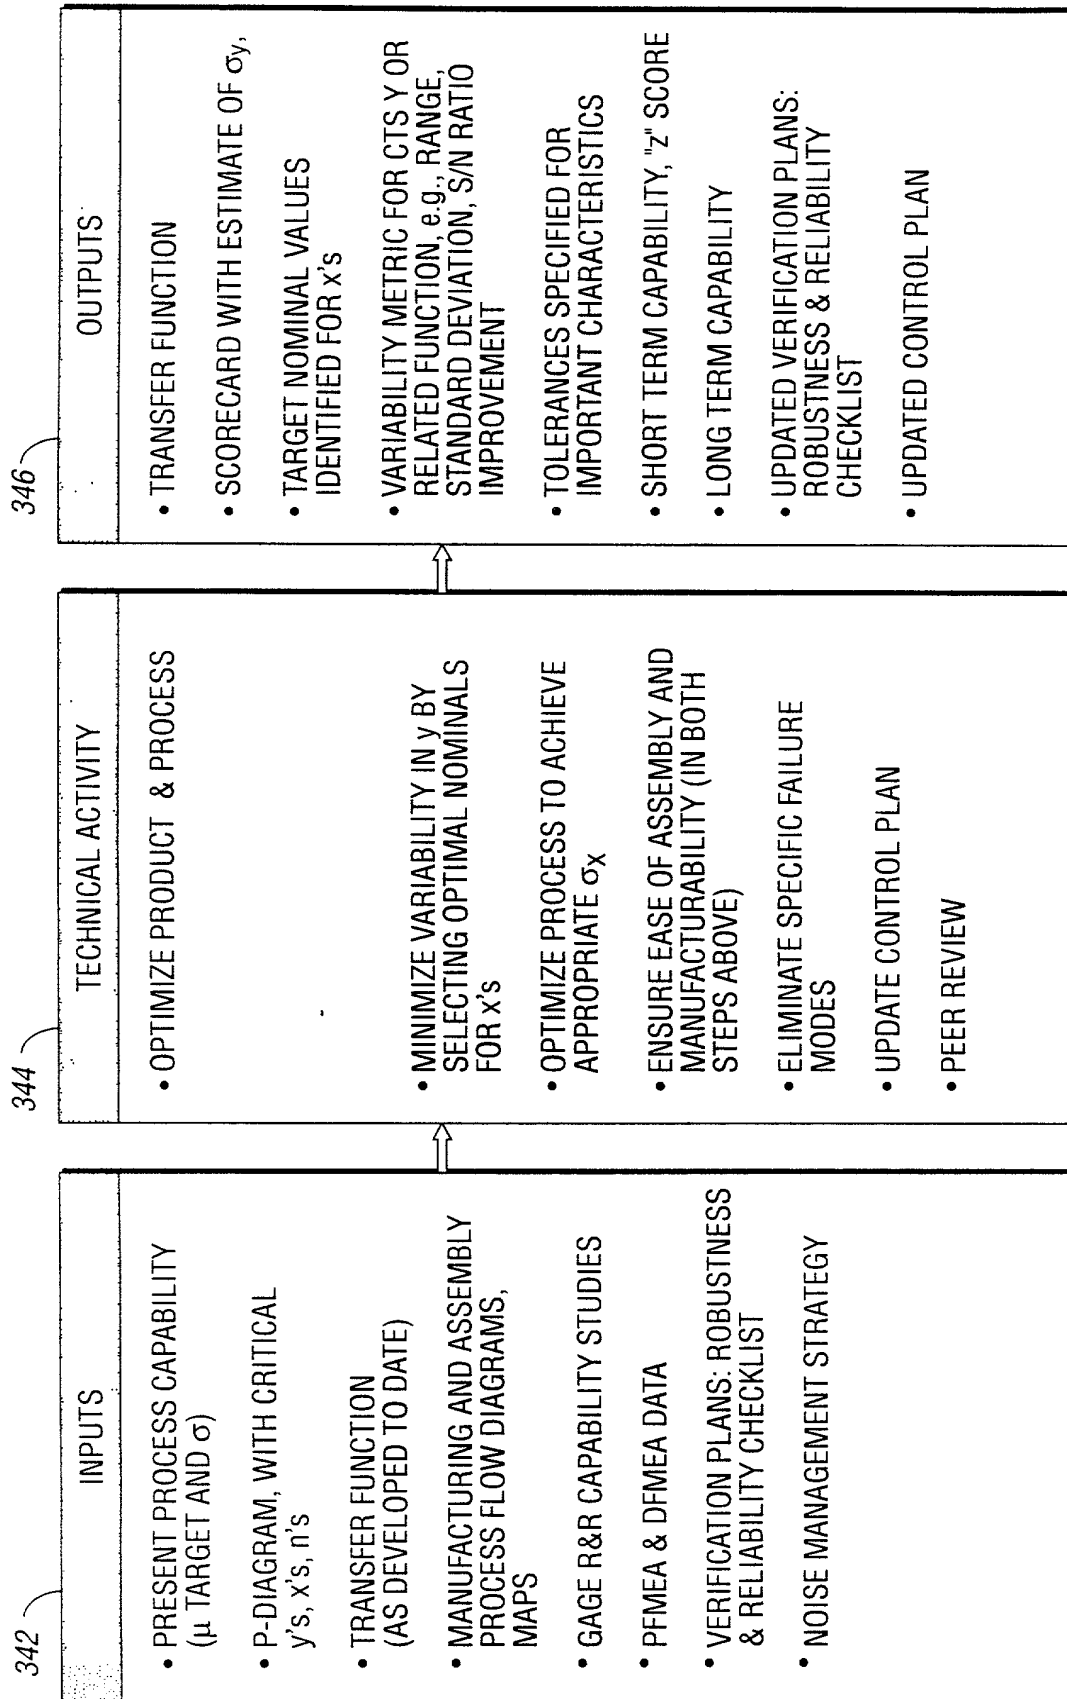 342
INPUTS
• PRESENT PROCESS CAPABILITY
(μ TARGET AND σ)
• P-DIAGRAM, WITH CRITICAL
y's, x's, n's
• TRANSFER FUNCTION
(AS DEVELOPED TO DATE)
• MANUFACTURING AND ASSEMBLY
PROCESS FLOW DIAGRAMS,
MAPS
• GAGE R&R CAPABILITY STUDIES
• PFMEA & DFMEA DATA
• VERIFICATION PLANS: ROBUSTNESS
& RELIABILITY CHECKLIST
• NOISE MANAGEMENT STRATEGY
344
TECHNICAL ACTIVITY
• OPTIMIZE PRODUCT & PROCESS
• MINIMIZE VARIABILITY IN y BY
SELECTING OPTIMAL NOMINALS
FOR x's
• OPTIMIZE PROCESS TO ACHIEVE
APPROPRIATE σX
• ENSURE EASE OF ASSEMBLY AND
MANUFACTURABILITY (IN BOTH
STEPS ABOVE)
• ELIMINATE SPECIFIC FAILURE
MODES
• UPDATE CONTROL PLAN
• PEER REVIEW
346
OUTPUTS
• TRANSFER FUNCTION
• SCORECARD WITH ESTIMATE OF σy,
• TARGET NOMINAL VALUES
IDENTIFIED FOR x's
• VARIABILITY METRIC FOR CTS Y OR
RELATED FUNCTION, e.g., RANGE,
STANDARD DEVIATION, S/N RATIO
IMPROVEMENT
• TOLERANCES SPECIFIED FOR
IMPORTANT CHARACTERISTICS
• SHORT TERM CAPABILITY, "z" SCORE
• LONG TERM CAPABILITY
• UPDATED VERIFICATION PLANS:
ROBUSTNESS & RELIABILITY
CHECKLIST
• UPDATED CONTROL PLAN